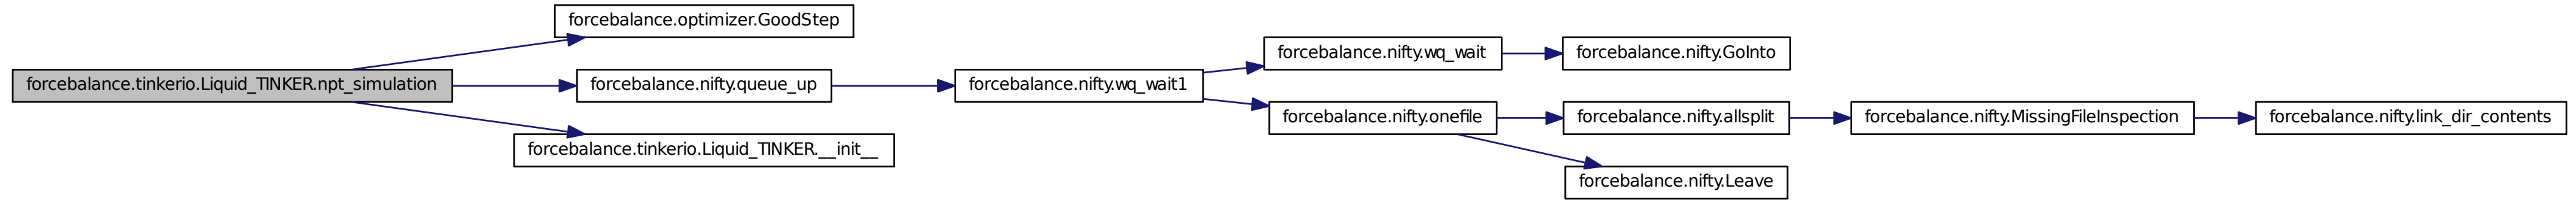 forcebalance.optimizer.GoodStep
forcebalance.nifty.wq_wait
forcebalance.nifty.GoInto
forcebalance.tinkerio.Liquid_TINKER.npt_simulation
forcebalance.nifty.queue_up
forcebalance.nifty.wq_wait1
forcebalance.nifty.onefile
forcebalance.nifty.allsplit
forcebalance.nifty.MissingFileInspection
forcebalance.nifty.link_dir_contents
forcebalance.tinkerio.Liquid_TINKER.__init__
forcebalance.nifty.Leave